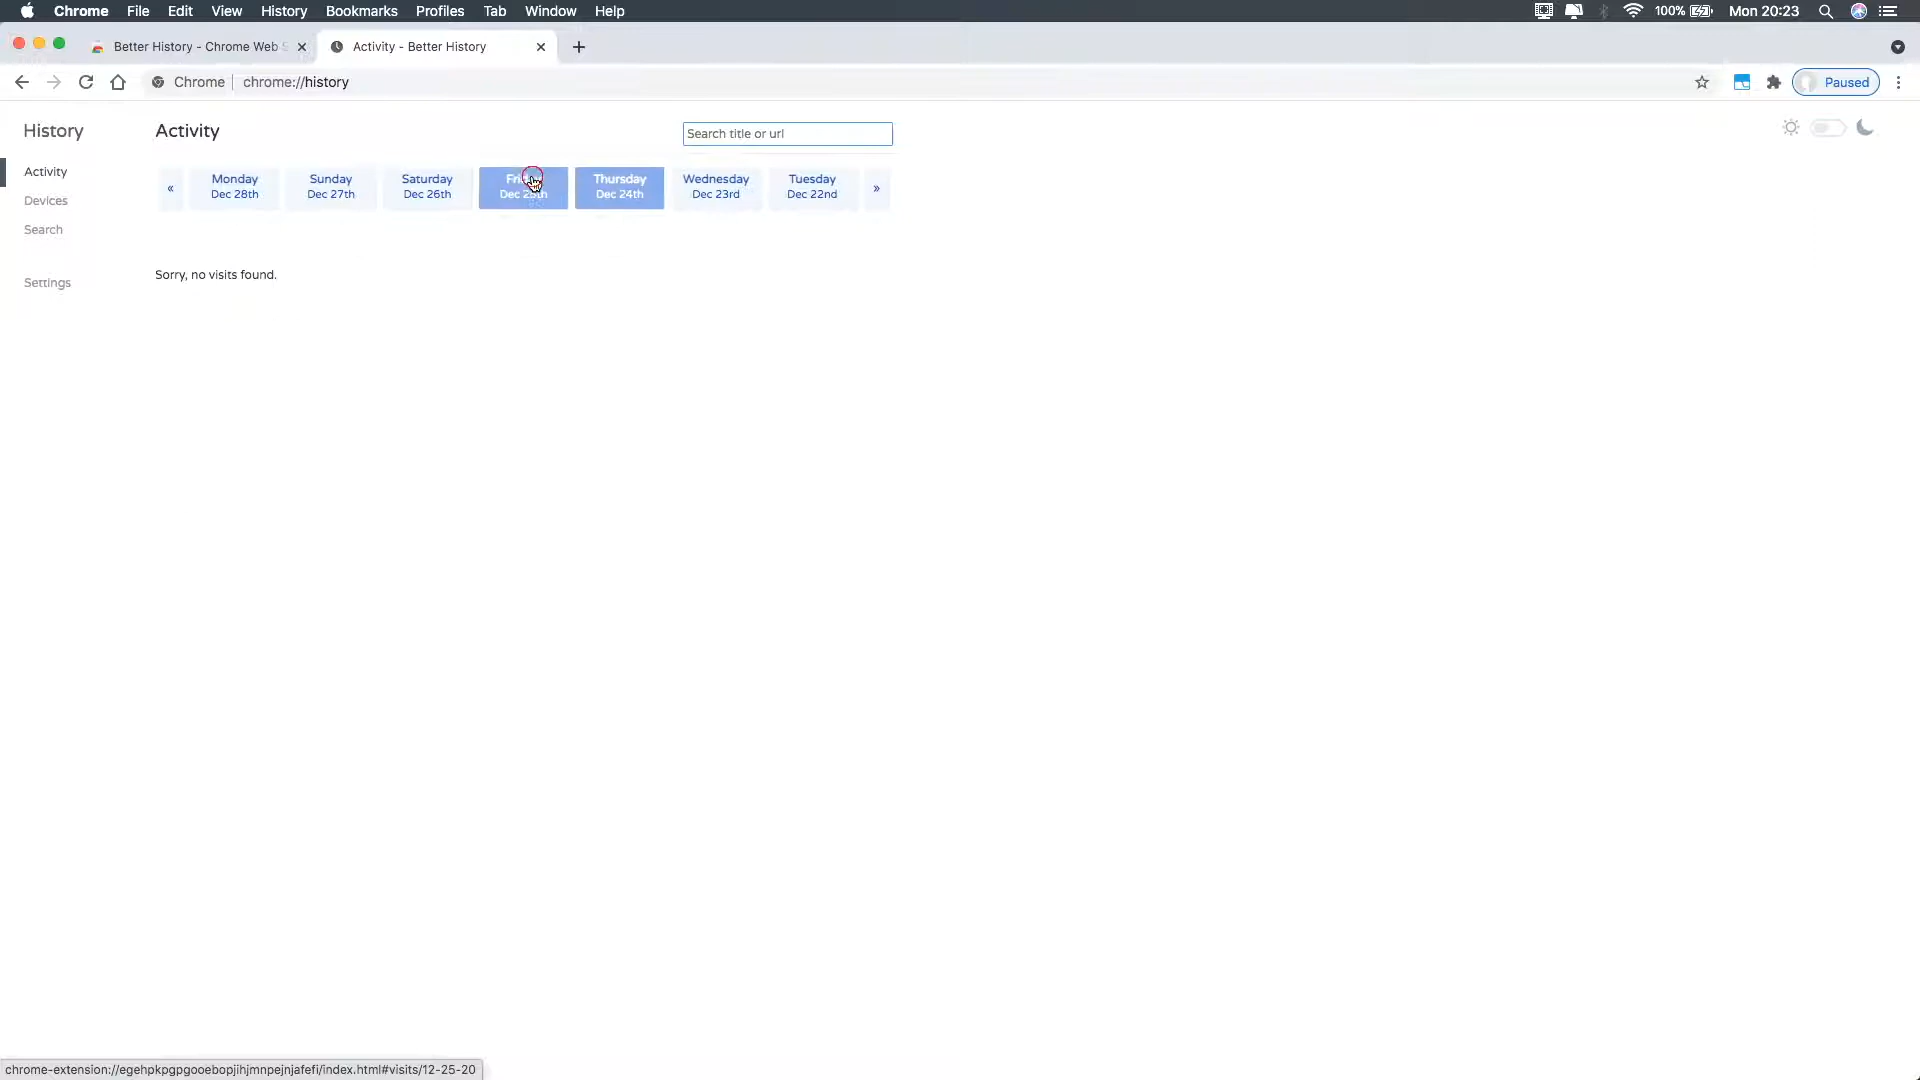 Chrome File Edit View History Bookmarks Profiles Tab Window Help 100% Mon 20:23
Better History - Chrome Web Activity - Better History
Chrome chrome://history Paused
History Activity Search title or url
Activity
Devices
Search
Settings
« Monday Sunday Saturday Thursday Wednesday Tuesday »
Dec 28th Dec 27th Dec 26th Dec Dec 24th Dec 23rd Dec 22nd
Sorry, no visits found.
chrome-extension://egehpkpgpgooebopjihjmnpejnjafefi/index.html#visits/12-25-20